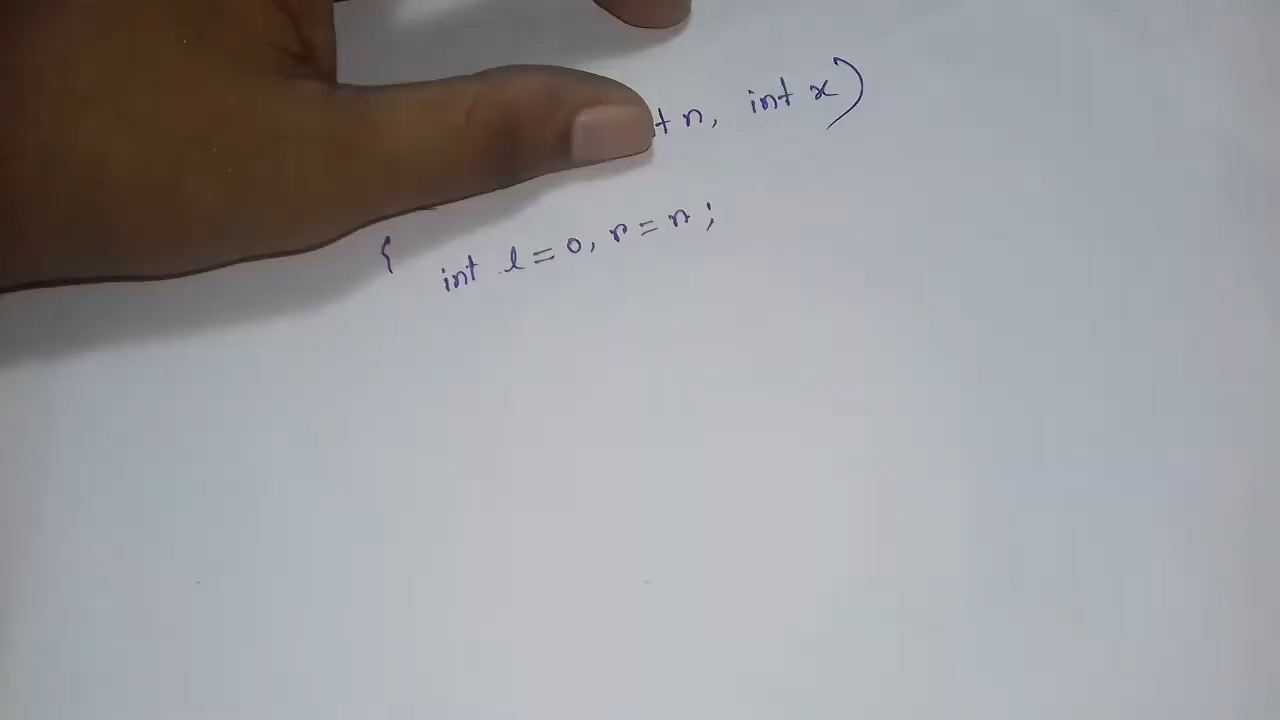 n, int x)
{
int l = 0, r = n ;